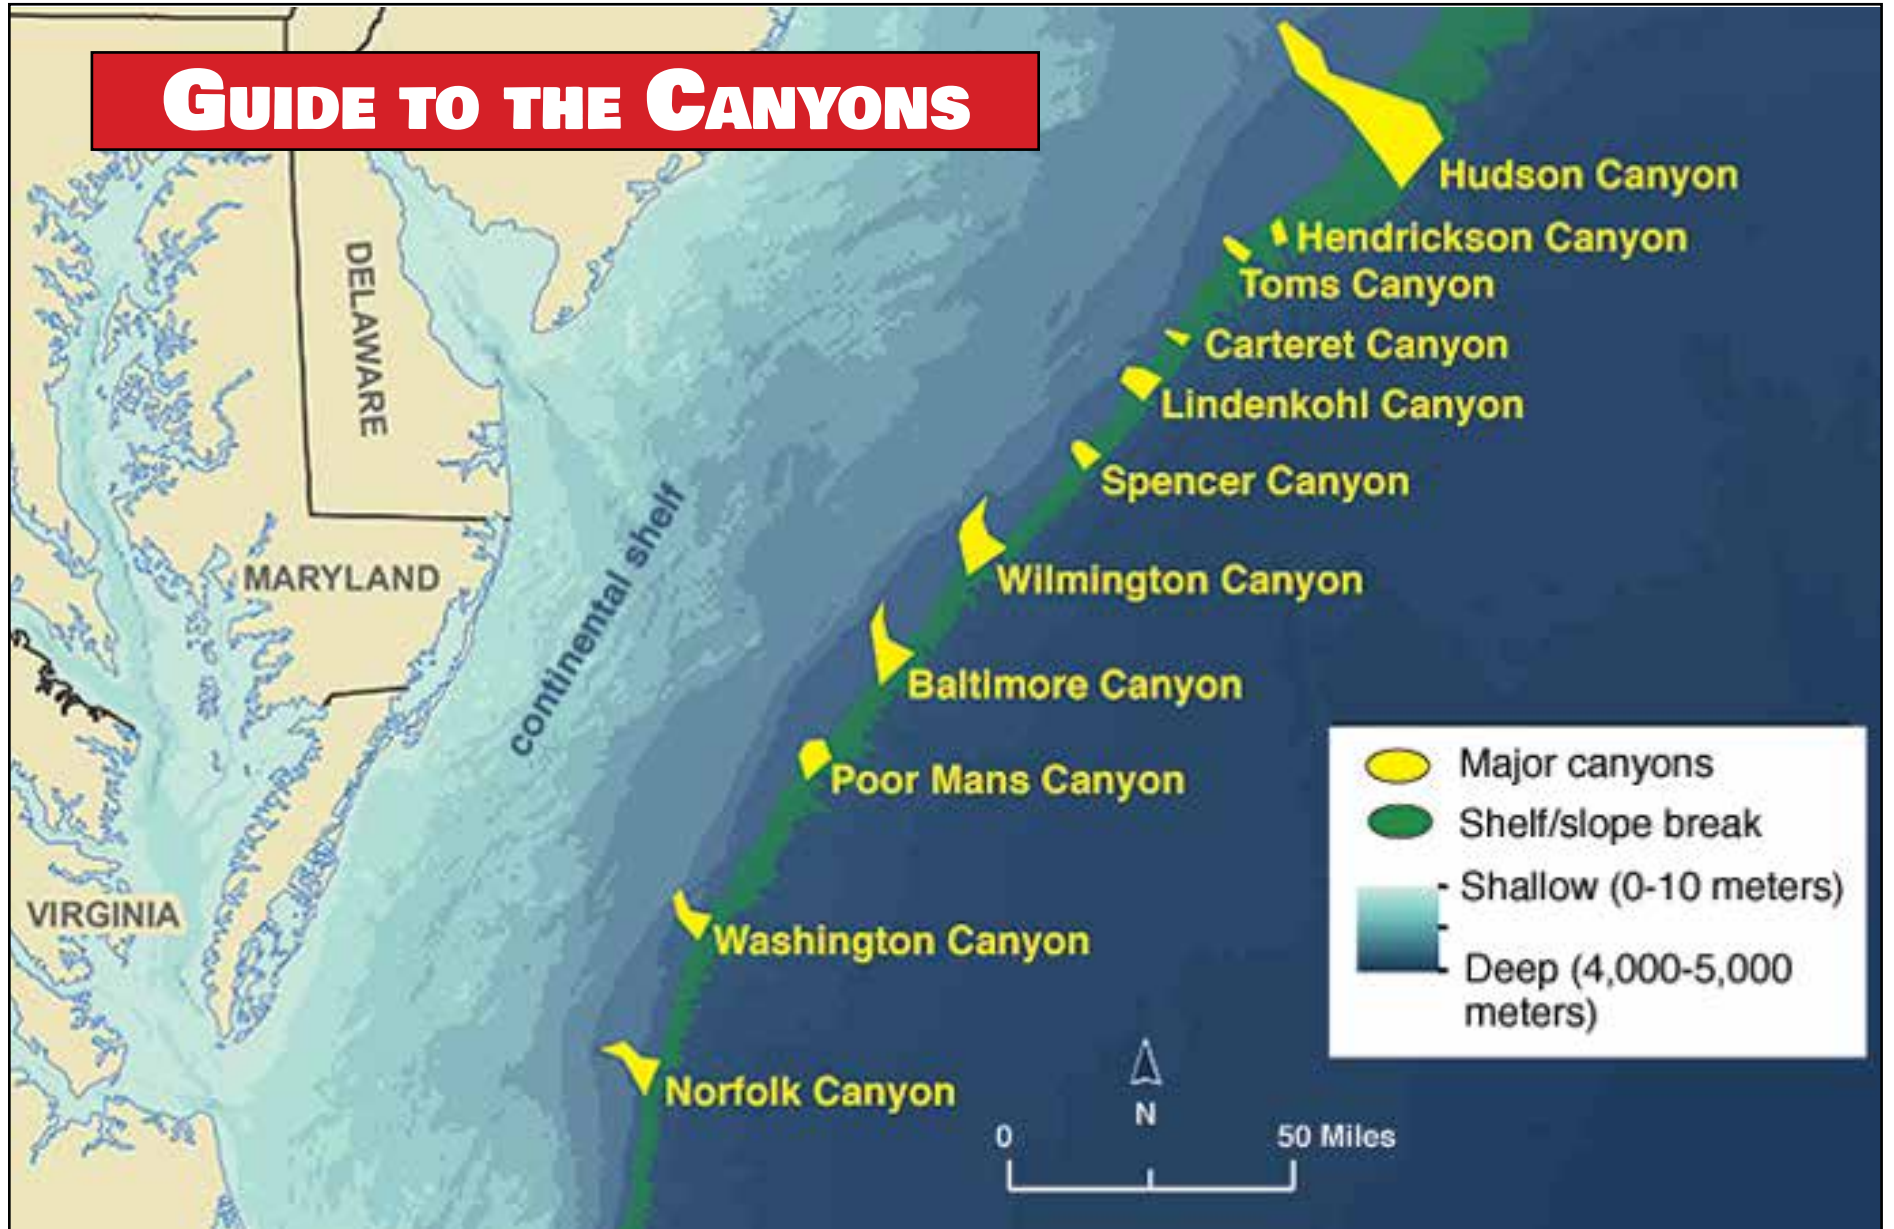 GUIDE TO THE CANYONS
Hudson Canyon
Hendrickson Canyon
Toms Canyon
DELAWARE
Carteret Canyon
Lindenkohl Canyon
Spencer Canyon
continental shelf
MARYLAND
Wilmington Canyon
Baltimore Canyon
Poor Mans Canyon
VIRGINIA
Washington Canyon
Norfolk Canyon
Major canyons
Shelf/slope break
Shallow (0-10 meters)
Deep (4,000-5,000
meters)
N
0 50 Miles